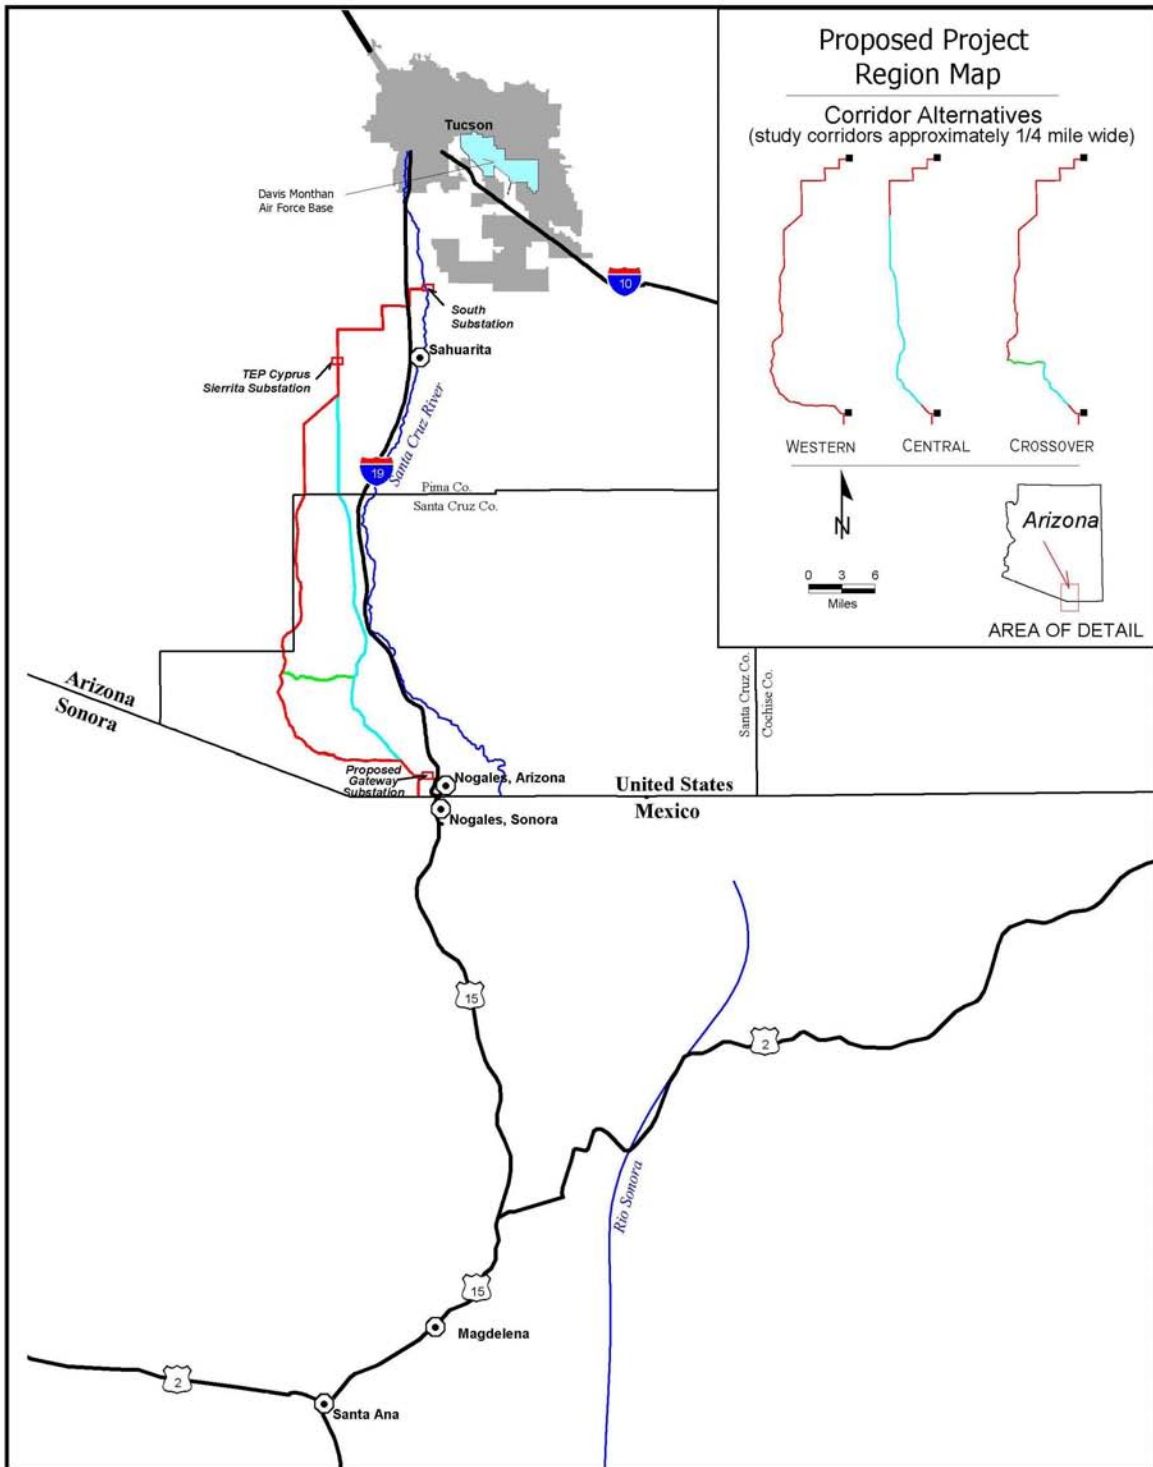 Proposed Project
Region Map
Corridor Alternatives
(study corridors approximately 1/4 mile wide)
WESTERN
CENTRAL
CROSSOVER
N
0 3 6
Miles
Arizona
AREA OF DETAIL
Tucson
Davis Monthan
Air Force Base
10
South
Substation
Sahuarita
TEP Cyprus
Sierrita Substation
Santa Cruz River
19
Pima Co.
Santa Cruz Co.
Santa Cruz Co.
Cochise Co.
Arizona
Sonora
Proposed
Gateway
Substation
Nogales, Arizona
United States
Mexico
Nogales, Sonora
15
2
Rio Sonora
15
Magdelena
2
Santa Ana